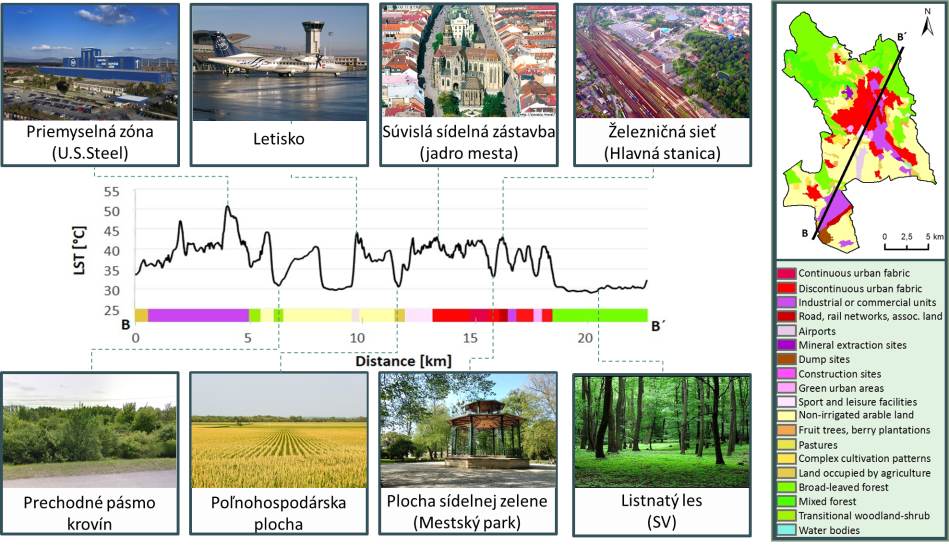 Priemyselná zóna
(U.S.Steel)
Letisko
Súvislá sídelná zástavba
(jadro mesta)
Železničná sieť
(Hlavná stanica)
N
B´
B
0 2,5 5 km
LST [°C]
55
50
45
40
35
30
25
B
B´
0 5 10 15 20
Distance [km]
Continuous urban fabric
Discontinuous urban fabric
Industrial or commercial units
Road, rail networks, assoc. land
Airports
Mineral extraction sites
Dump sites
Construction sites
Green urban areas
Sport and leisure facilities
Non-irrigated arable land
Fruit trees, berry plantations
Pastures
Complex cultivation patterns
Land occupied by agriculture
Broad-leaved forest
Mixed forest
Transitional woodland-shrub
Water bodies
Prechodné pásmo
krovín
Poľnohospodárska
plocha
Plocha sídelnej zelene
(Mestský park)
Listnatý les
(SV)